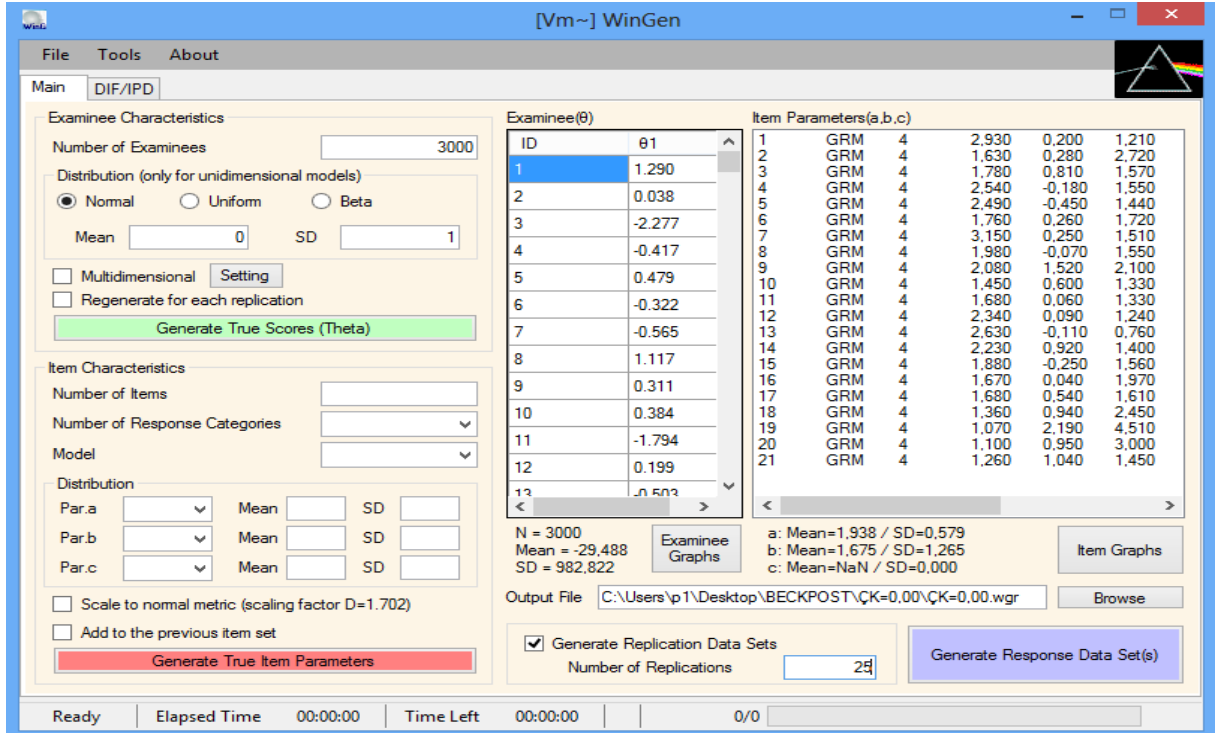 [Vm~] WinGen
File Tools About
Main DIF/IPD
Examinee Characteristics
Number of Examinees 3000
Distribution (only for unidimensional models)
Normal Uniform Beta
Mean 0 SD 1
Multidimensional Setting
Regenerate for each replication
Generate True Scores (Theta)
Item Characteristics
Number of Items
Number of Response Categories
Model
Distribution
Par.a Mean SD
Par.b Mean SD
Par.c Mean SD
Scale to normal metric (scaling factor D=1.702)
Add to the previous item set
Generate True Item Parameters
Examinee(θ)
ID θ1
1 1.290
2 0.038
3 -2.277
4 -0.417
5 0.479
6 -0.322
7 -0.565
8 1.117
9 0.311
10 0.384
11 -1.794
12 0.199
13 -0.503
N = 3000
Mean = -29,488
SD = 982,822
Examinee
Graphs
Item Parameters(a,b,c)
1 GRM 4 2,930 0,200 1,210
2 GRM 4 1,630 0,280 2,720
3 GRM 4 1,780 0,810 1,570
4 GRM 4 2,540 -0,180 1,550
5 GRM 4 2,490 -0,450 1,440
6 GRM 4 1,760 0,260 1,720
7 GRM 4 3,150 0,250 1,510
8 GRM 4 1,980 -0,070 1,550
9 GRM 4 2,080 1,520 2,100
10 GRM 4 1,450 0,600 1,330
11 GRM 4 1,680 0,060 1,330
12 GRM 4 2,340 0,090 1,240
13 GRM 4 2,630 -0,110 0,760
14 GRM 4 2,230 0,920 1,400
15 GRM 4 1,880 -0,250 1,560
16 GRM 4 1,670 0,040 1,970
17 GRM 4 1,680 0,540 1,610
18 GRM 4 1,360 0,940 2,450
19 GRM 4 1,070 2,190 4,510
20 GRM 4 1,100 0,950 3,000
21 GRM 4 1,260 1,040 1,450
a: Mean=1,938 / SD=0,579
b: Mean=1,675 / SD=1,265
c: Mean=NaN / SD=0,000
Item Graphs
Output File C:\Users\p1\Desktop\BECKPOST\ÇK=0,00\ÇK=0,00.wgr Browse
Generate Replication Data Sets
Number of Replications 25
Generate Response Data Set(s)
Ready Elapsed Time 00:00:00 Time Left 00:00:00 0/0